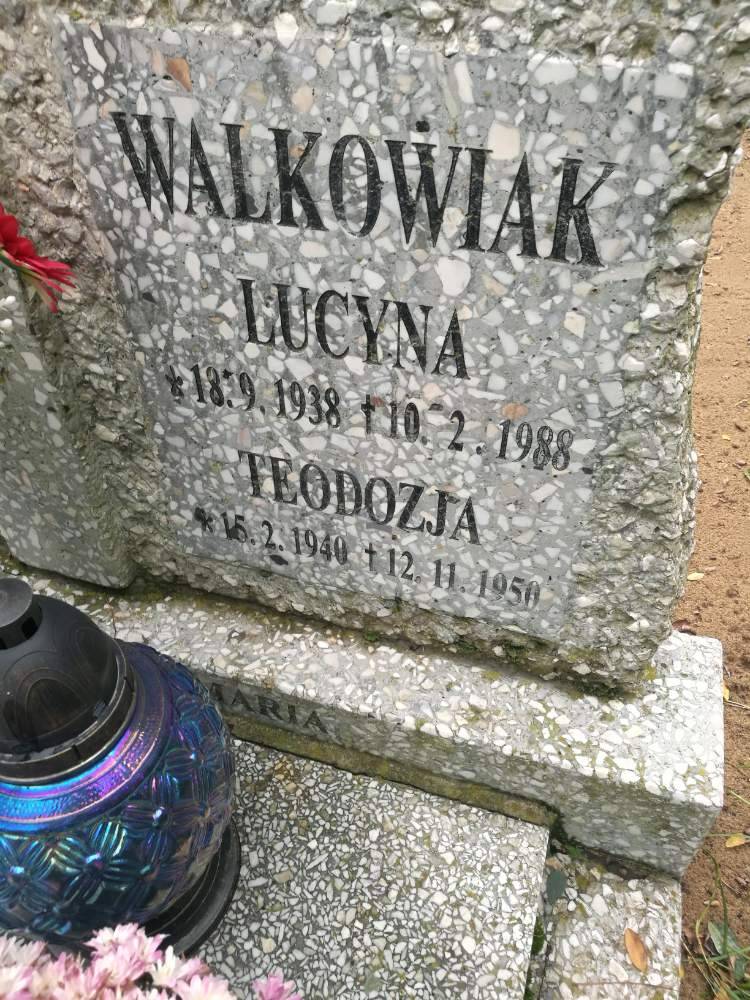 WALKOWIAK
LUCYNA
*18.9.1938 †10.2.1988
TEODOZJA
*15.2.1940 †12.11.1950
MARIA